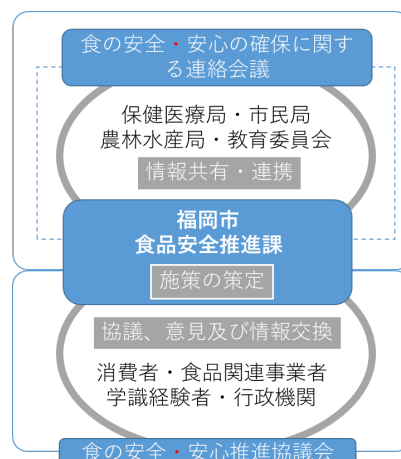 食の安全・安心の確保に関す
る連絡会議
保健医療局・市民局
農林水産局・教育委員会
情報共有・連携
福岡市
食品安全推進課
施策の策定
協議、意見及び情報交換
消費者・食品関連事業者
学識経験者・行政機関
食の安全・安心推進協議会